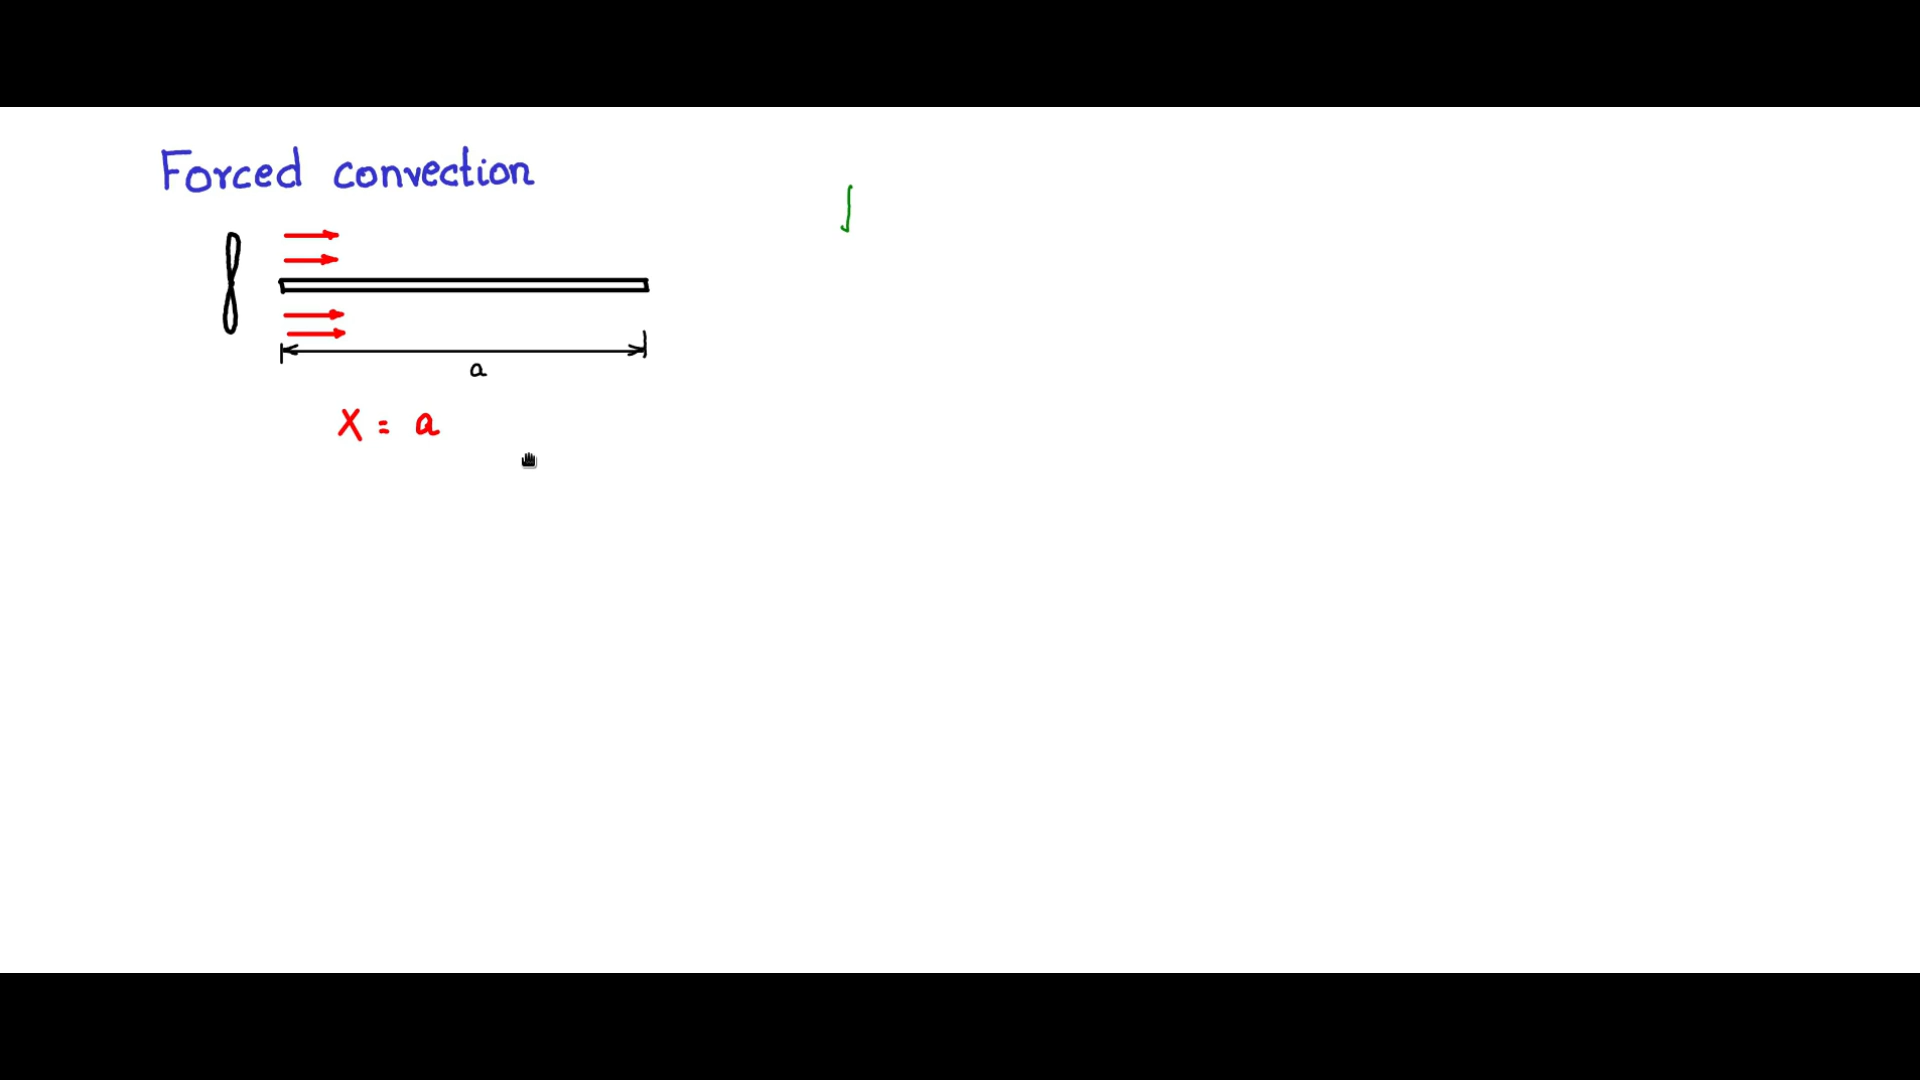 Forced convection
a
X = a